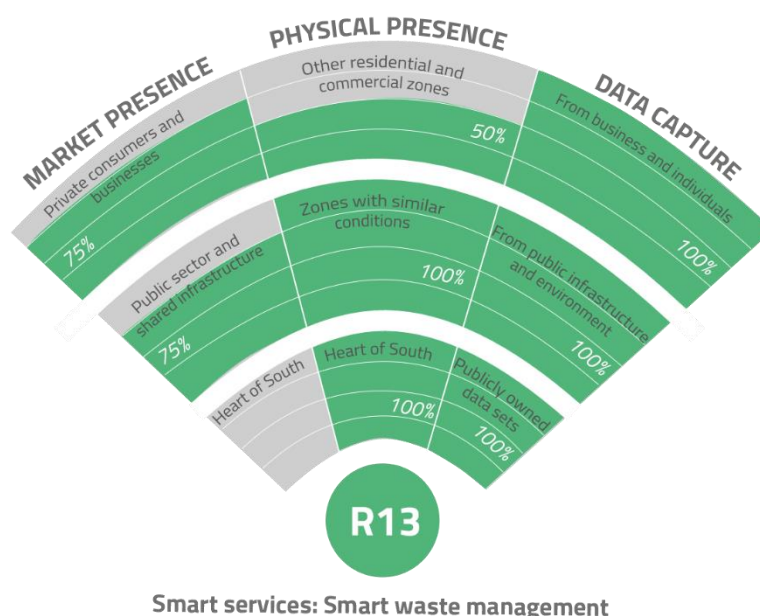 MARKET PRESENCE
PHYSICAL PRESENCE
DATA CAPTURE
Private consumers and
businesses
75%
Other residential and
commercial zones
50%
From business and individuals
100%
Public sector and
shared infrastructure
75%
Zones with similar
conditions
100%
From public infrastructure
and environment
100%
Heart of South
Heart of South
100%
Publicly owned
data sets
100%
R13
Smart services: Smart waste management